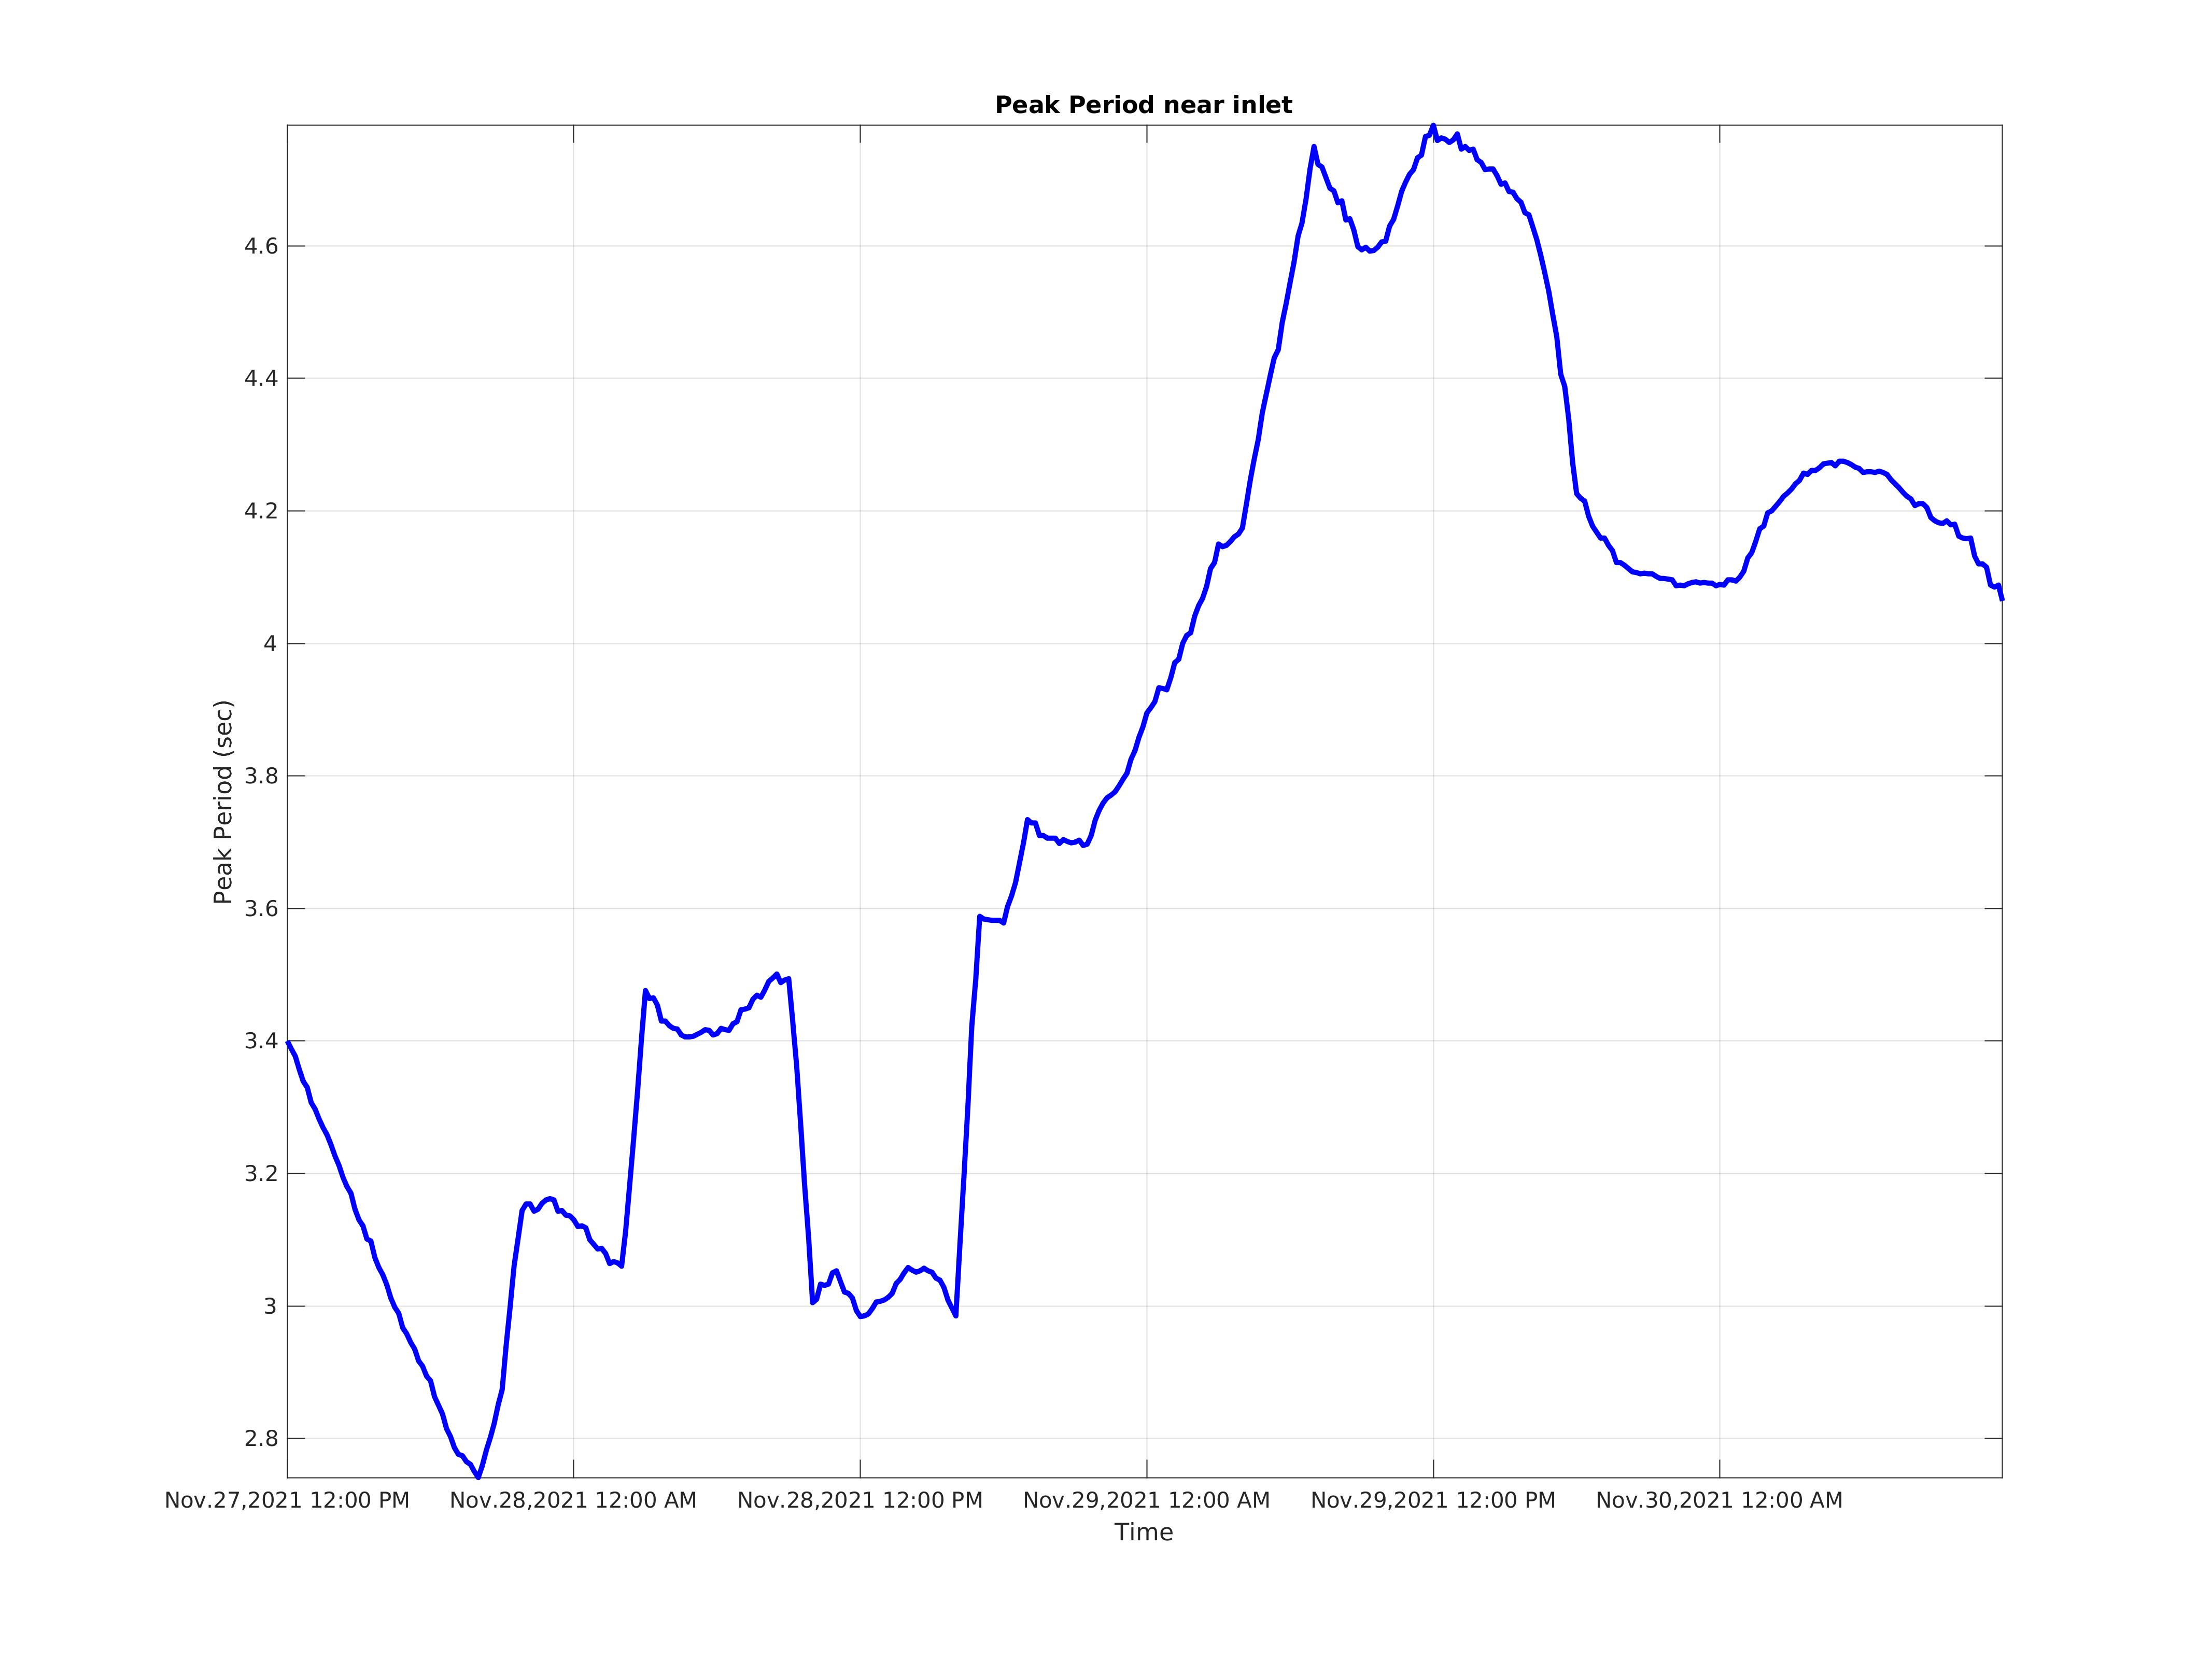 Peak Period near inlet
4.6
4.4
4.2
4
3.8
3.6
3.4
3.2
3
2.8
Peak Period (sec)
Nov.27,2021 12:00 PM Nov.28,2021 12:00 AM Nov.28,2021 12:00 PM Nov.29,2021 12:00 AM Nov.29,2021 12:00 PM Nov.30,2021 12:00 AM
Time